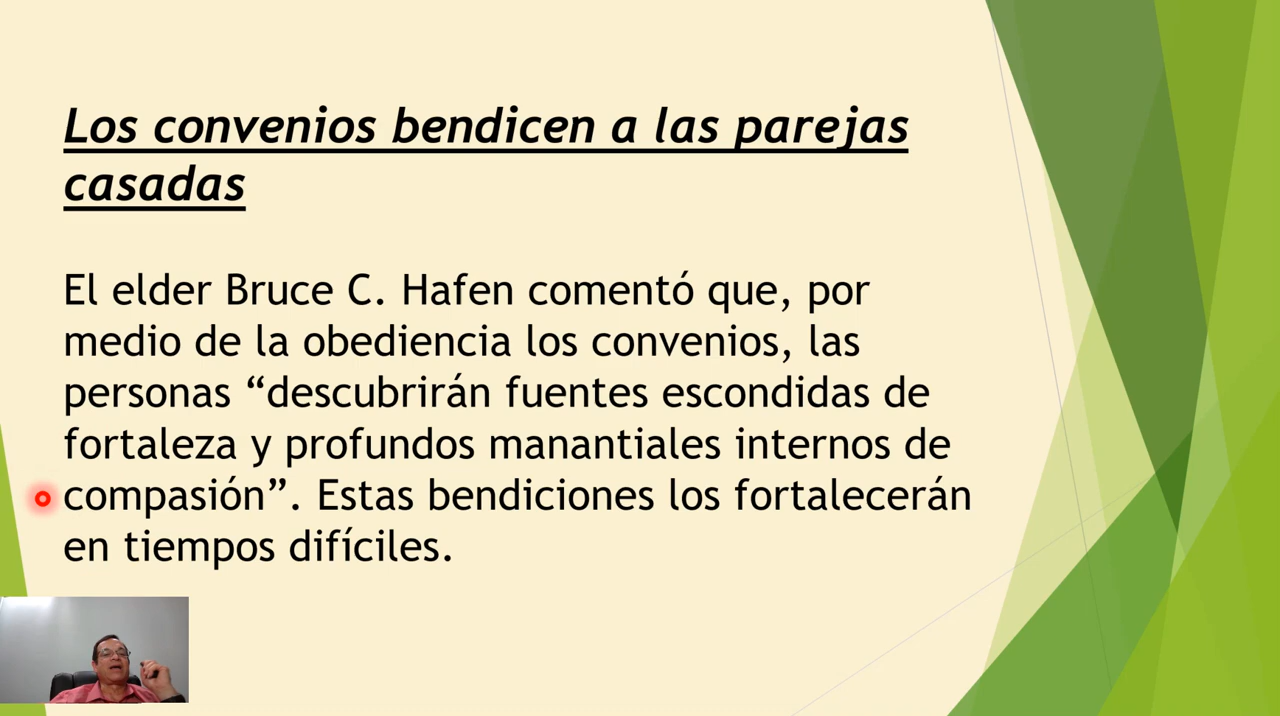 Los convenios bendicen a las parejas
casadas
El elder Bruce C. Hafen comentó que, por
medio de la obediencia los convenios, las
personas “descubrirán fuentes escondidas de
fortaleza y profundos manantiales internos de
compasión”. Estas bendiciones los fortalecerán
en tiempos difíciles.